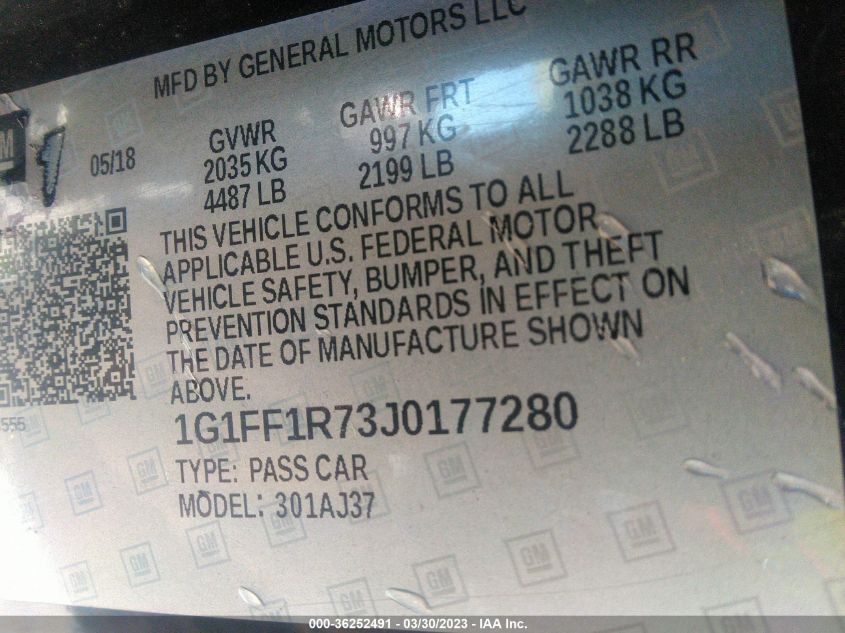 MFD BY GENERAL MOTORS LLC
GM
05/18
GVWR
2035 KG
4487 LB
GAWR FRT
997 KG
2199 LB
GAWR RR
1038 KG
2288 LB
THIS VEHICLE CONFORMS TO ALL
APPLICABLE U.S. FEDERAL MOTOR
VEHICLE SAFETY, BUMPER, AND THEFT
PREVENTION STANDARDS IN EFFECT ON
THE DATE OF MANUFACTURE SHOWN
ABOVE.
555
1G1FF1R73J0177280
TYPE: PASS CAR
MODEL: 301AJ37
000-36252491 - 03/30/2023 - IAA Inc.